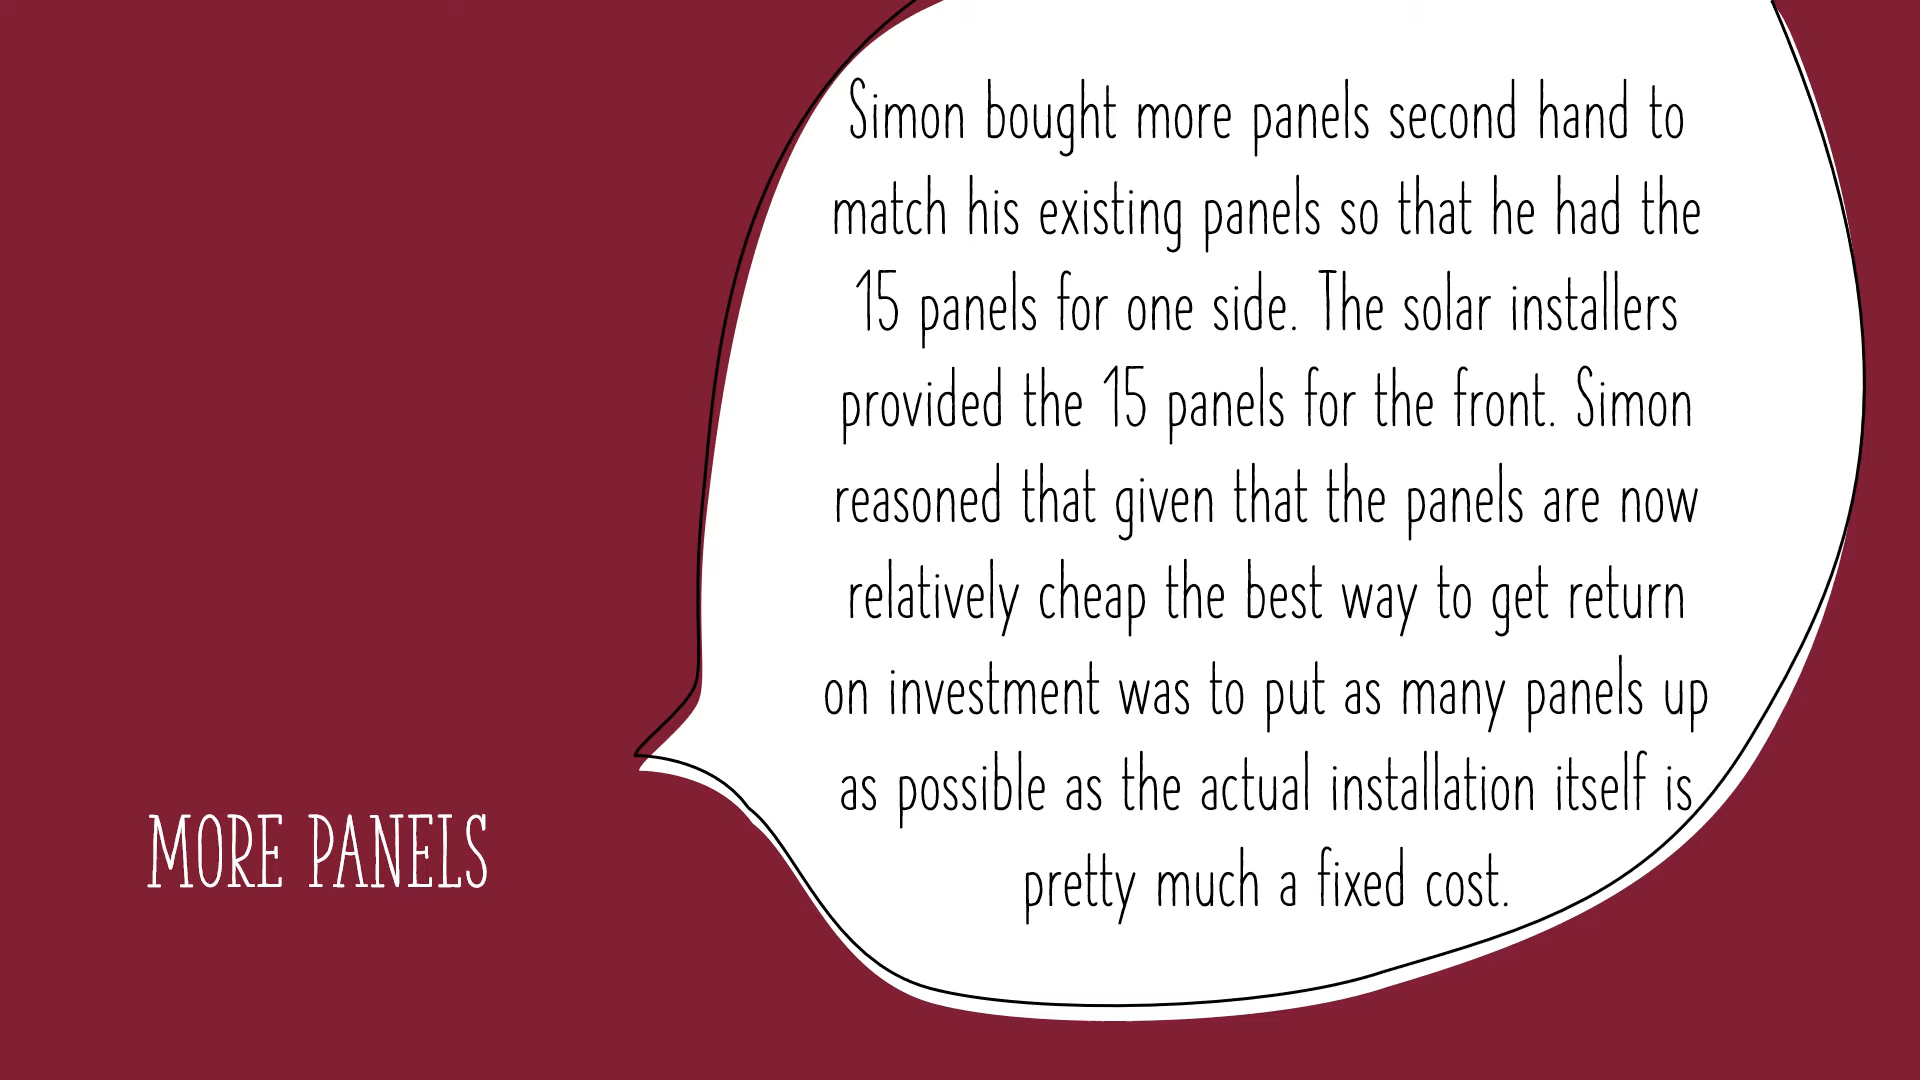 Simon bought more panels second hand to
match his existing panels so that he had the
15 panels for one side. The solar installers
provided the 15 panels for the front. Simon
reasoned that given that the panels are now
relatively cheap the best way to get return
on investment was to put as many panels up
as possible as the actual installation itself is
pretty much a fixed cost.
MORE PANELS